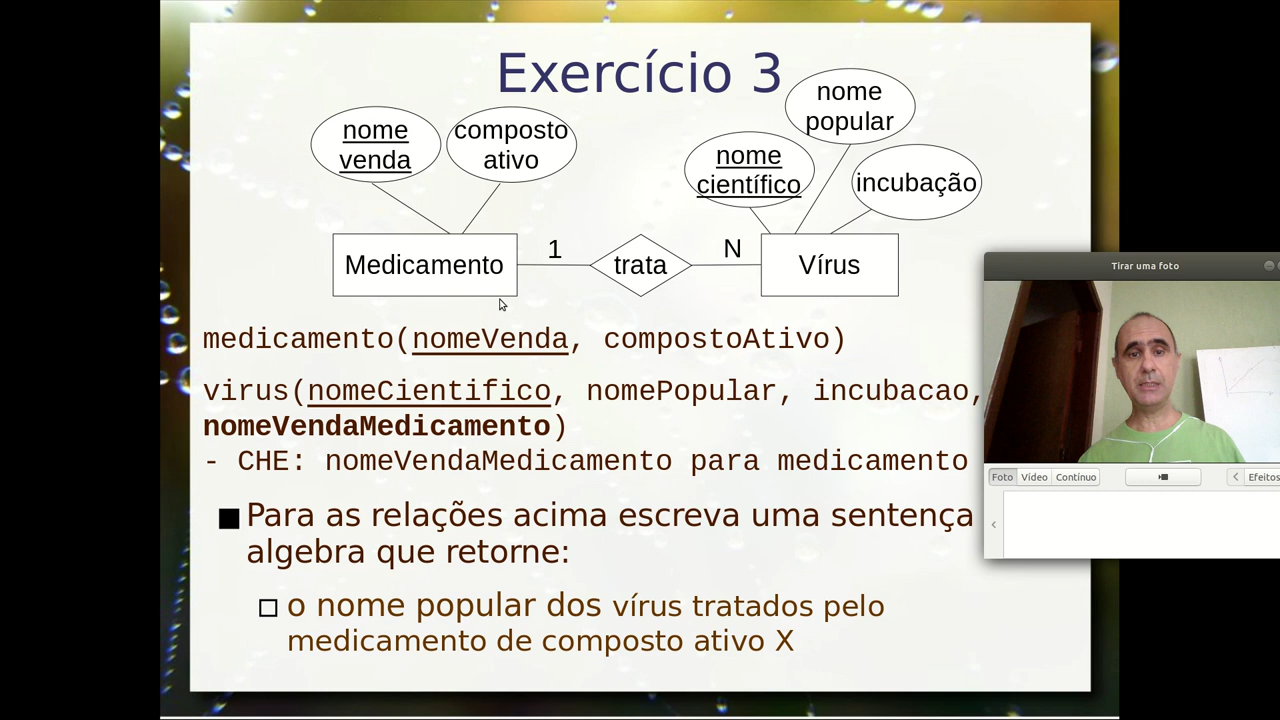 Exercício 3
nome
popular
nome
venda
composto
ativo
nome
científico
incubação
Medicamento
1
trata
N
Vírus
medicamento(nomeVenda, compostoAtivo)
virus(nomeCientifico, nomePopular, incubacao,
nomeVendaMedicamento)
- CHE: nomeVendaMedicamento para medicamento
Para as relações acima escreva uma sentença
algebra que retorne:
o nome popular dos vírus tratados pelo
medicamento de composto ativo X
Tirar uma foto
Foto
Vídeo
Contínuo
Efeitos